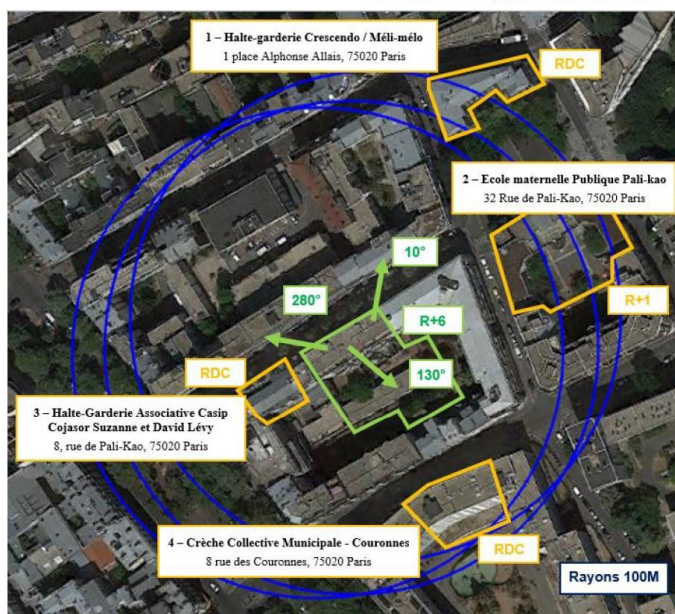 1 – Halte-garderie Crescendo / Méli-mélo
1 place Alphonse Allais, 75020 Paris
RDC
2 – Ecole maternelle Publique Pali-kao
32 Rue de Pali-Kao, 75020 Paris
10°
280°
R+6
R+1
RDC
130°
3 – Halte-Garderie Associative Casip
Cojasor Suzanne et David Lévy
8, rue de Pali-Kao, 75020 Paris
4 – Crèche Collective Municipale - Couronnes
8 rue des Couronnes, 75020 Paris
RDC
Rayons 100M